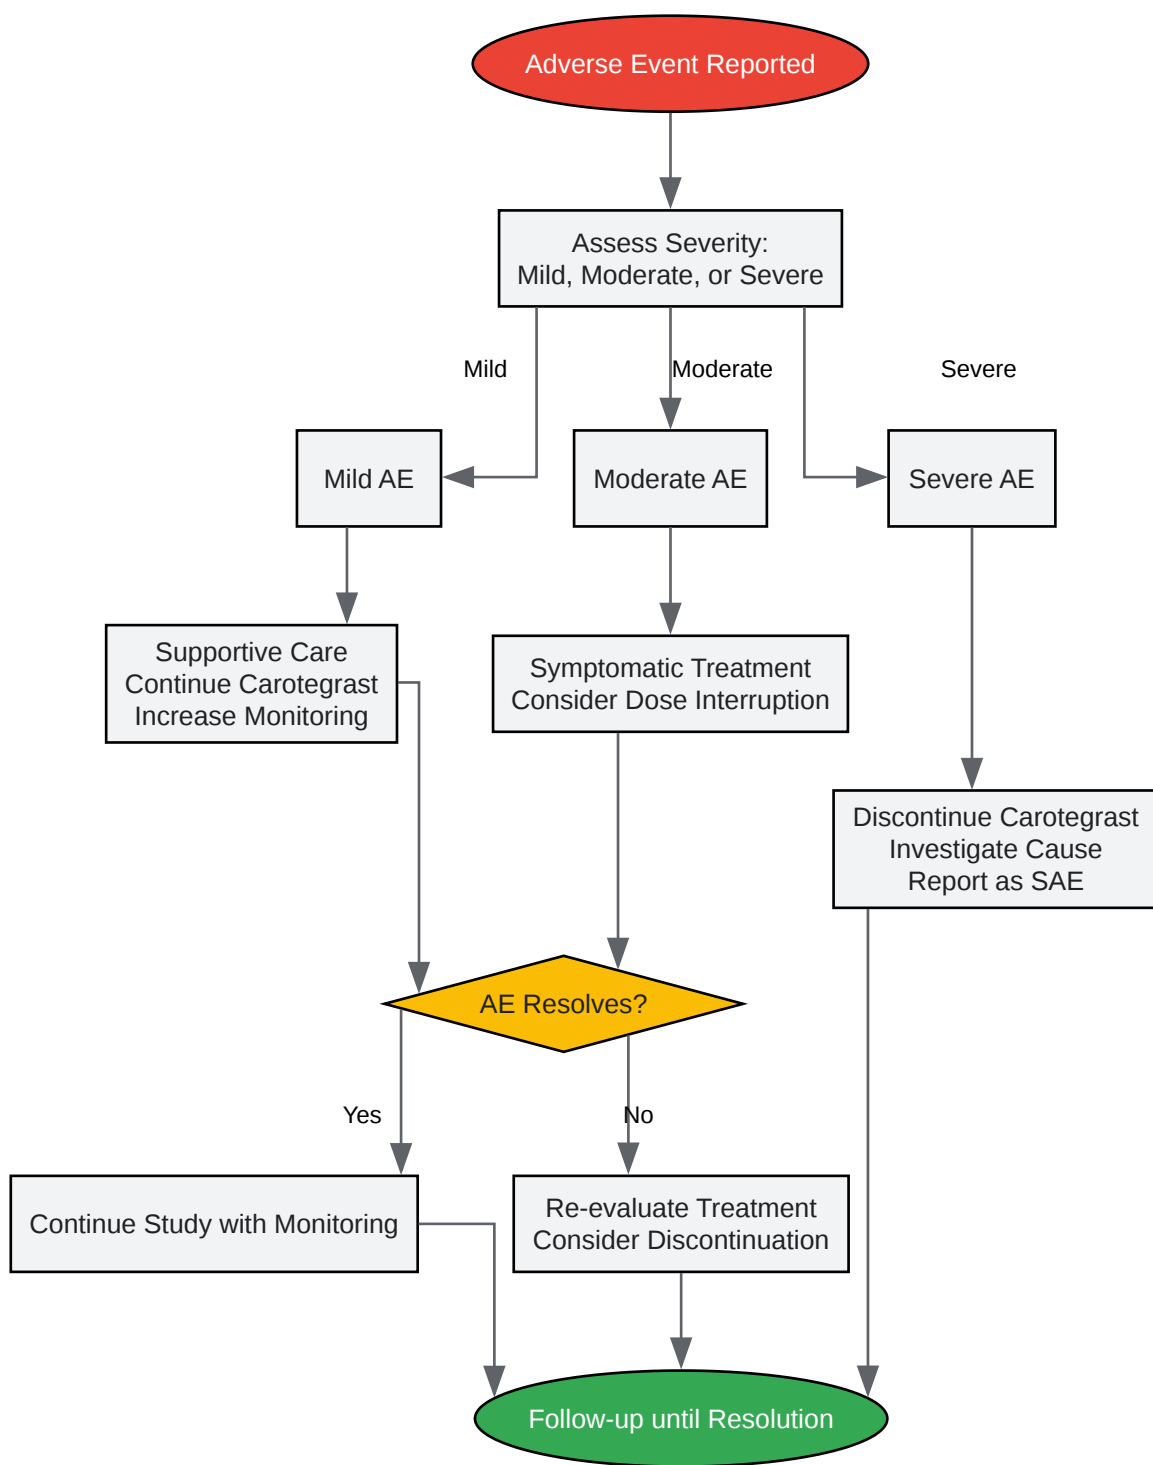 Adverse Event Reported
Assess Severity:
Mild, Moderate, or Severe
Mild
Moderate
Severe
Mild AE
Moderate AE
Severe AE
Supportive Care
Continue Carotegrast
Increase Monitoring
Symptomatic Treatment
Consider Dose Interruption
Discontinue Carotegrast
Investigate Cause
Report as SAE
AE Resolves?
Yes
No
Continue Study with Monitoring
Re-evaluate Treatment
Consider Discontinuation
Follow-up until Resolution